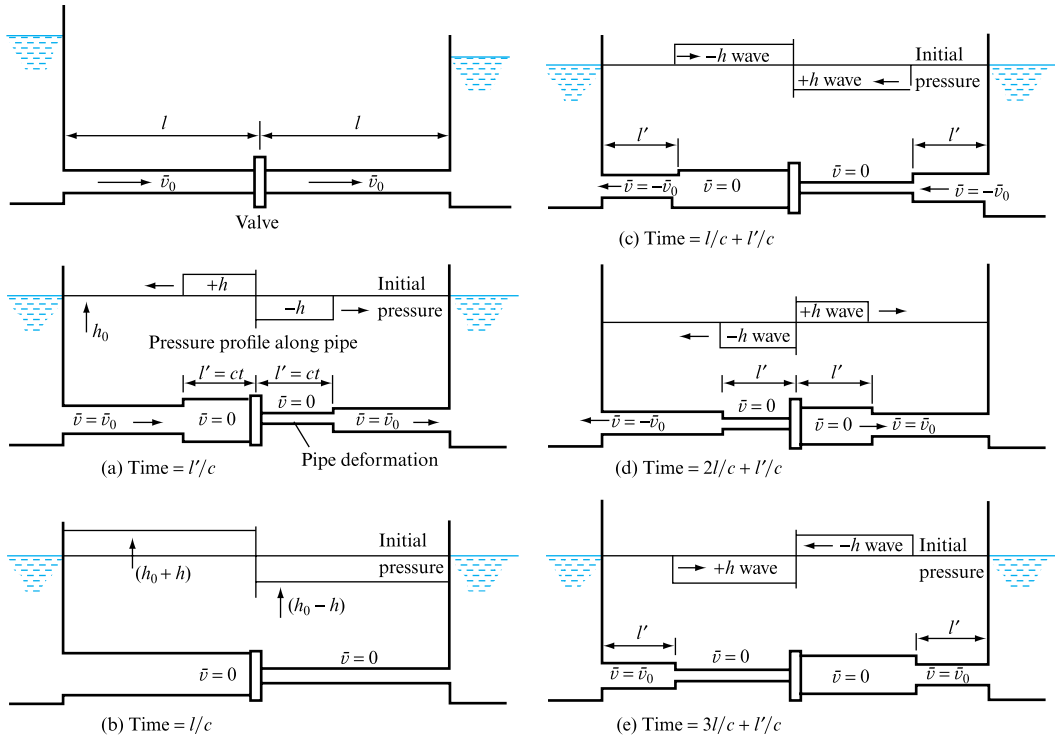 l l
v̄₀ v̄₀
Valve
+h Initial
−h pressure
h₀
Pressure profile along pipe
l′ = ct l′ = ct
v̄ = 0
v̄ = v̄₀ v̄ = 0 v̄ = v̄₀
Pipe deformation
(a) Time = l′/c
Initial
pressure
(h₀ + h)
(h₀ − h)
v̄ = 0
v̄ = 0
(b) Time = l/c
−h wave Initial
+h wave pressure
l′ l′
v̄ = 0
v̄ = −v̄₀ v̄ = 0 v̄ = −v̄₀
(c) Time = l/c + l′/c
+h wave
−h wave
l′ l′
v̄ = 0
v̄ = −v̄₀ v̄ = 0 v̄ = v̄₀
(d) Time = 2l/c + l′/c
−h wave Initial
+h wave pressure
l′ l′
v̄ = 0
v̄ = v̄₀ v̄ = 0 v̄ = v̄₀
(e) Time = 3l/c + l′/c